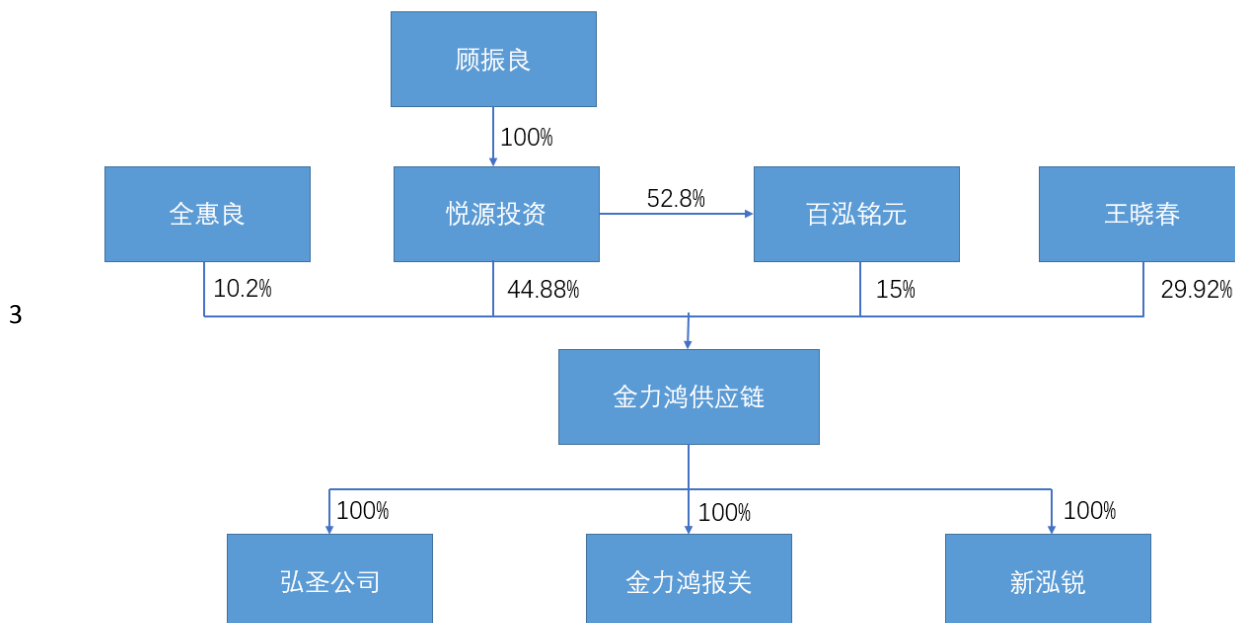 顾振良
100%
全惠良
悦源投资
52.8%
百泓铭元
王晓春
10.2%
44.88%
15%
29.92%
3
金力鸿供应链
100%
100%
100%
弘圣公司
金力鸿报关
新泓锐